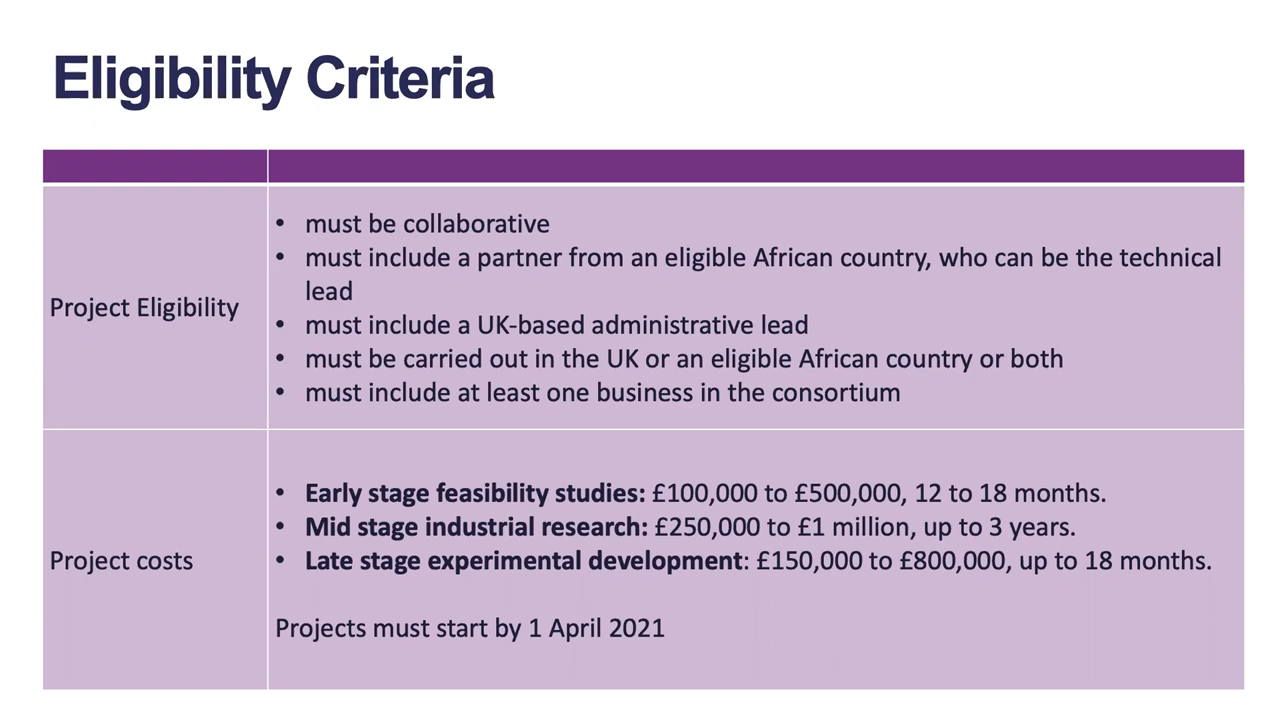 Eligibility Criteria
Project Eligibility
• must be collaborative
• must include a partner from an eligible African country, who can be the technical
lead
• must include a UK-based administrative lead
• must be carried out in the UK or an eligible African country or both
• must include at least one business in the consortium
Project costs
• Early stage feasibility studies: £100,000 to £500,000, 12 to 18 months.
• Mid stage industrial research: £250,000 to £1 million, up to 3 years.
• Late stage experimental development: £150,000 to £800,000, up to 18 months.
Projects must start by 1 April 2021